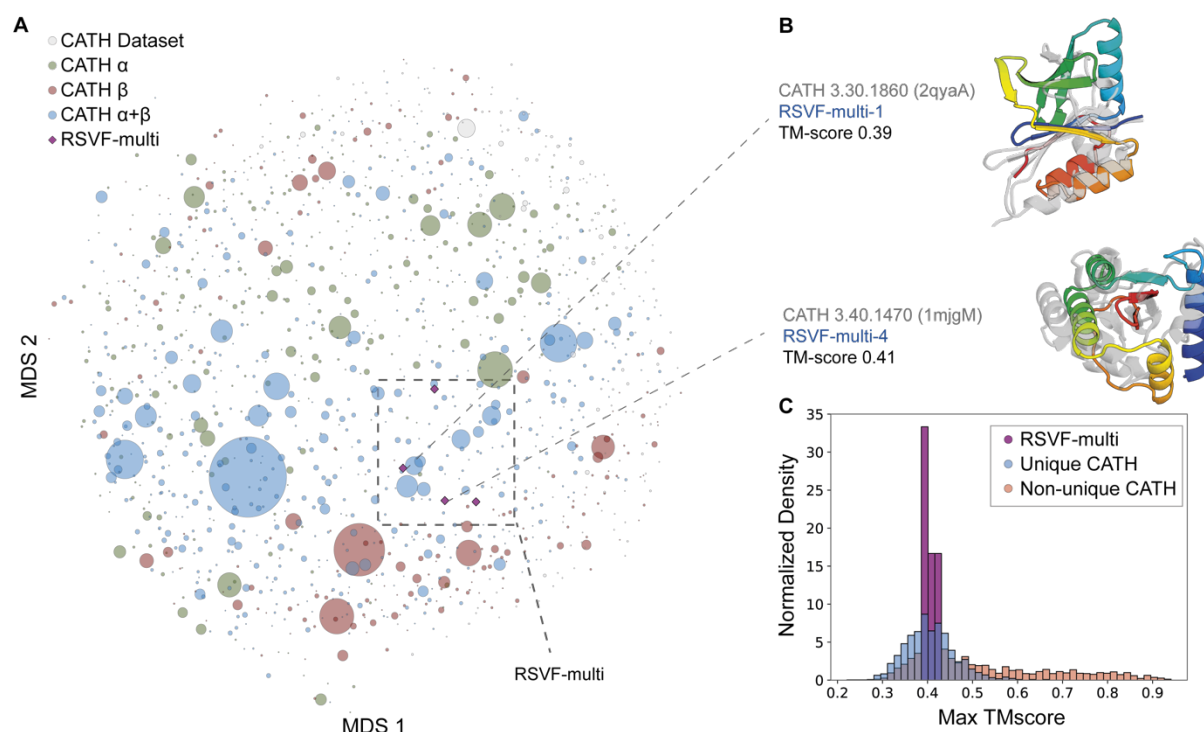 A
CATH Dataset
CATH α
CATH β
CATH α+β
RSVF-multi
MDS 2
MDS 1
RSVF-multi
B
CATH 3.30.1860 (2qyaA)
RSVF-multi-1
TM-score 0.39
CATH 3.40.1470 (1mjgM)
RSVF-multi-4
TM-score 0.41
C
35
30
25
20
15
10
5
0
Normalized Density
RSVF-multi
Unique CATH
Non-unique CATH
0.2 0.3 0.4 0.5 0.6 0.7 0.8 0.9
Max TMscore